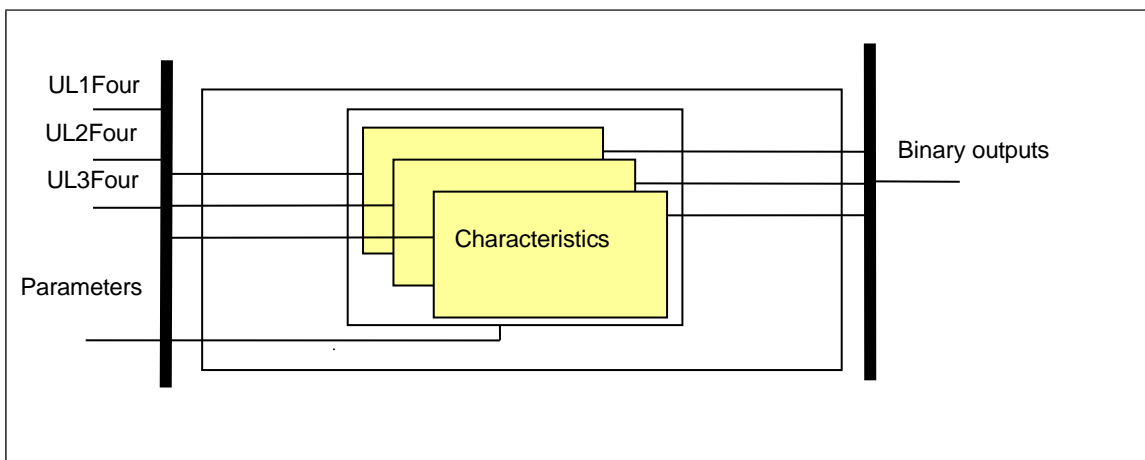 UL1Four
UL2Four
UL3Four
Parameters
Characteristics
Binary outputs